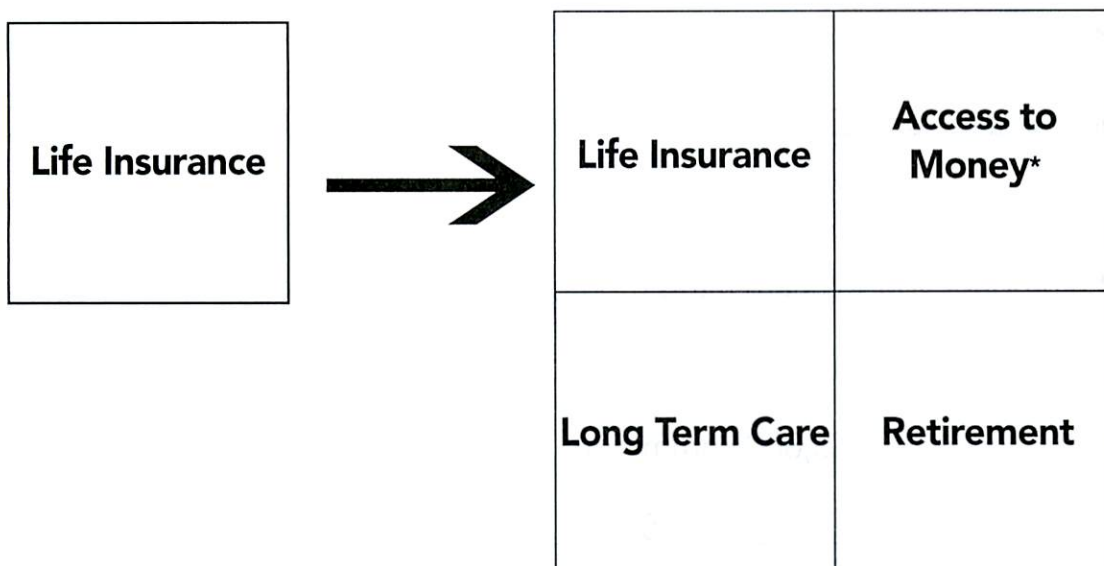 Life Insurance
Life Insurance
Access to
Money*
Long Term Care
Retirement